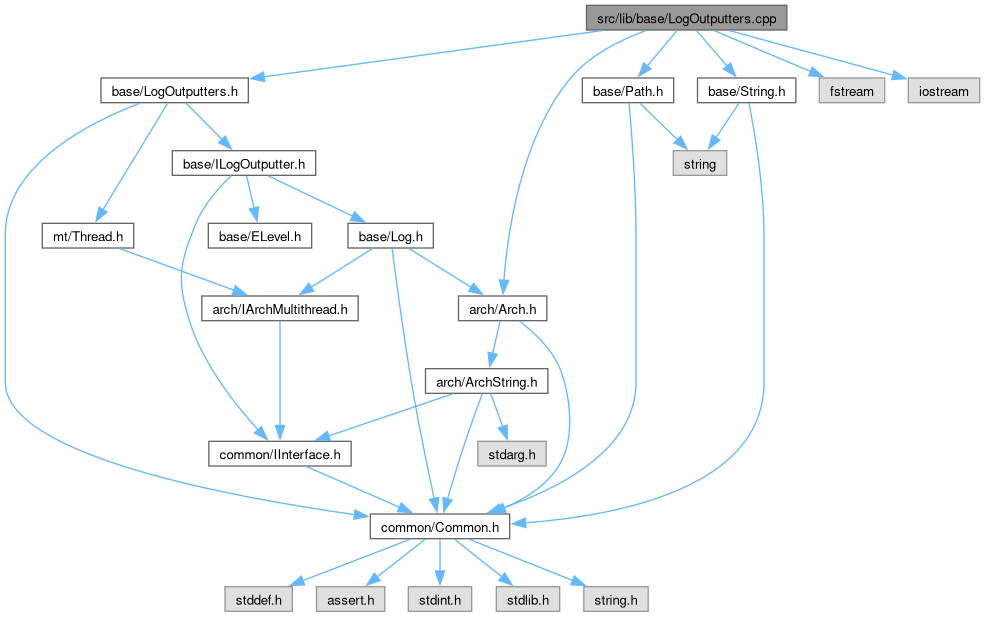 src/lib/base/LogOutputters.cpp
base/LogOutputters.h
base/Path.h
base/String.h
fstream
iostream
base/ILogOutputter.h
string
mt/Thread.h
base/ELevel.h
base/Log.h
arch/IArchMultithread.h
arch/Arch.h
arch/ArchString.h
common/IInterface.h
stdarg.h
common/Common.h
stddef.h
assert.h
stdint.h
stdlib.h
string.h